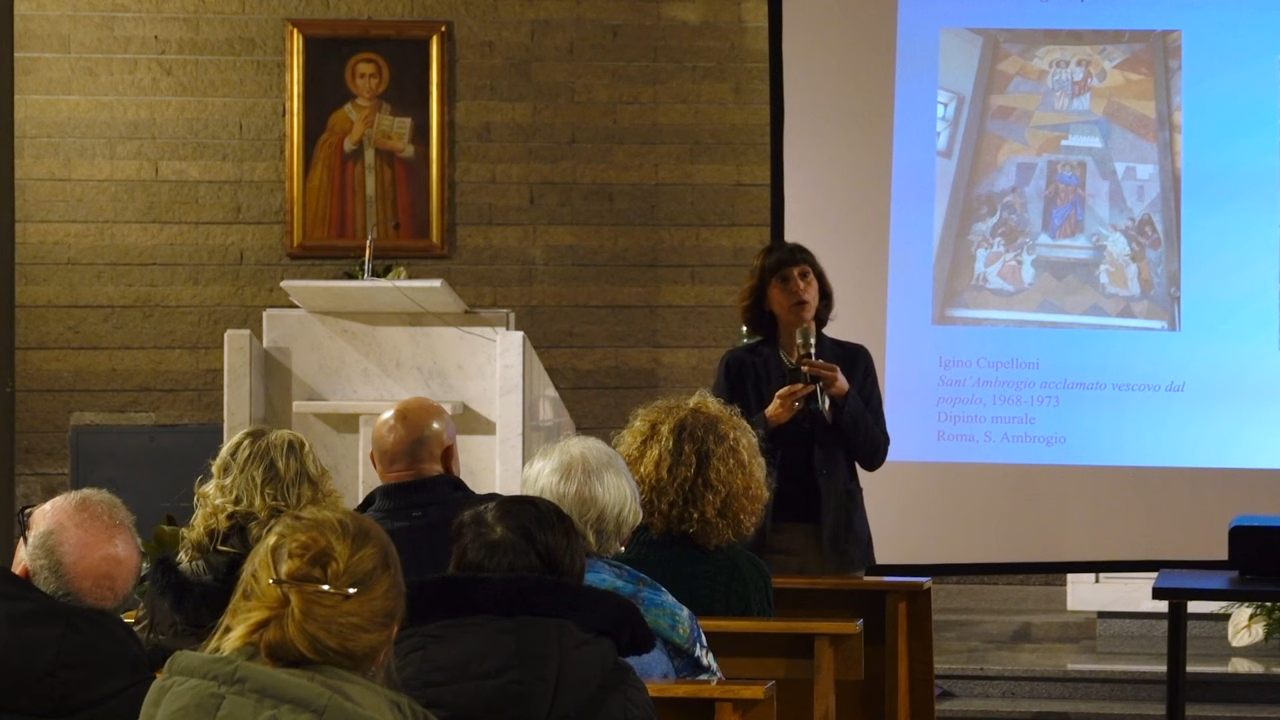 Igino Cupelloni
Sant'Ambrogio acclamato vescovo dal
popolo, 1968-1973
Dipinto murale
Roma, S. Ambrogio